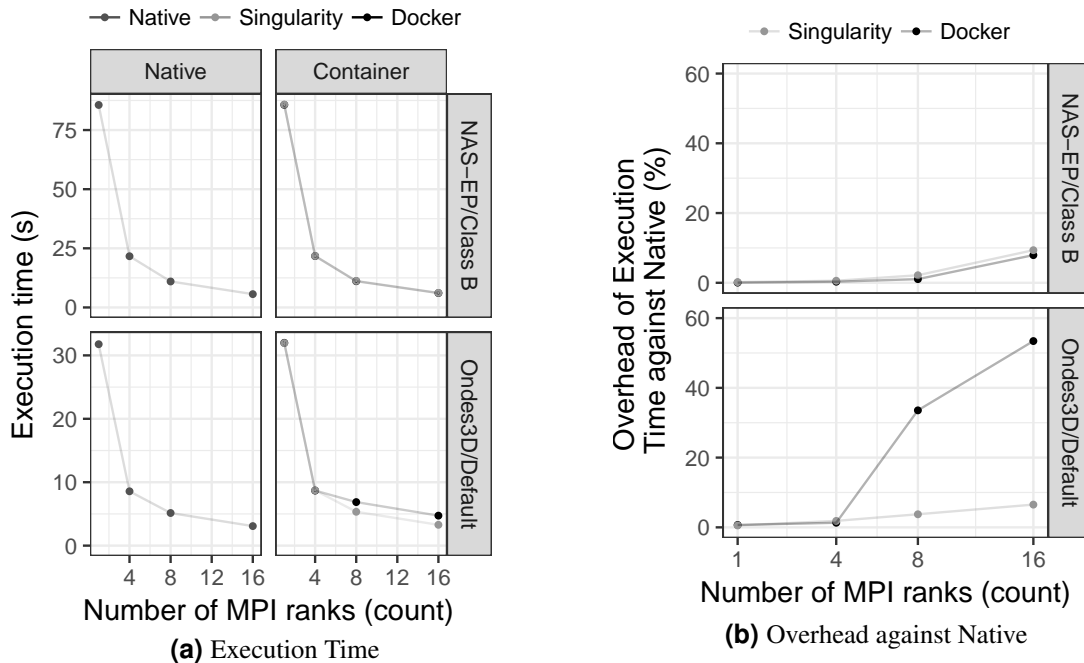 Native Singularity Docker
Native
Container
Execution time (s)
75
50
25
0
NAS−EP/Class B
30
20
10
0
Ondes3D/Default
4 8 12 16
4 8 12 16
Number of MPI ranks (count)
(a) Execution Time
Singularity Docker
Overhead of Execution
Time against Native (%)
60
40
20
0
NAS−EP/Class B
60
40
20
0
Ondes3D/Default
1 4 8 16
Number of MPI ranks (count)
(b) Overhead against Native